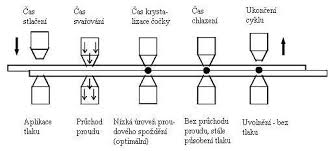 Čas
stlačení
Čas
svařování
Čas krysta-
lizace čočky
Čas
chlazení
Ukončení
cyklu
Aplikace
tlaku
Průchod
proudu
Nízká úroveň prou-
dového spoždění
(optimální)
Bez průchodu
proudu, stále
působení tlaku
Uvolnění - bez
tlaku